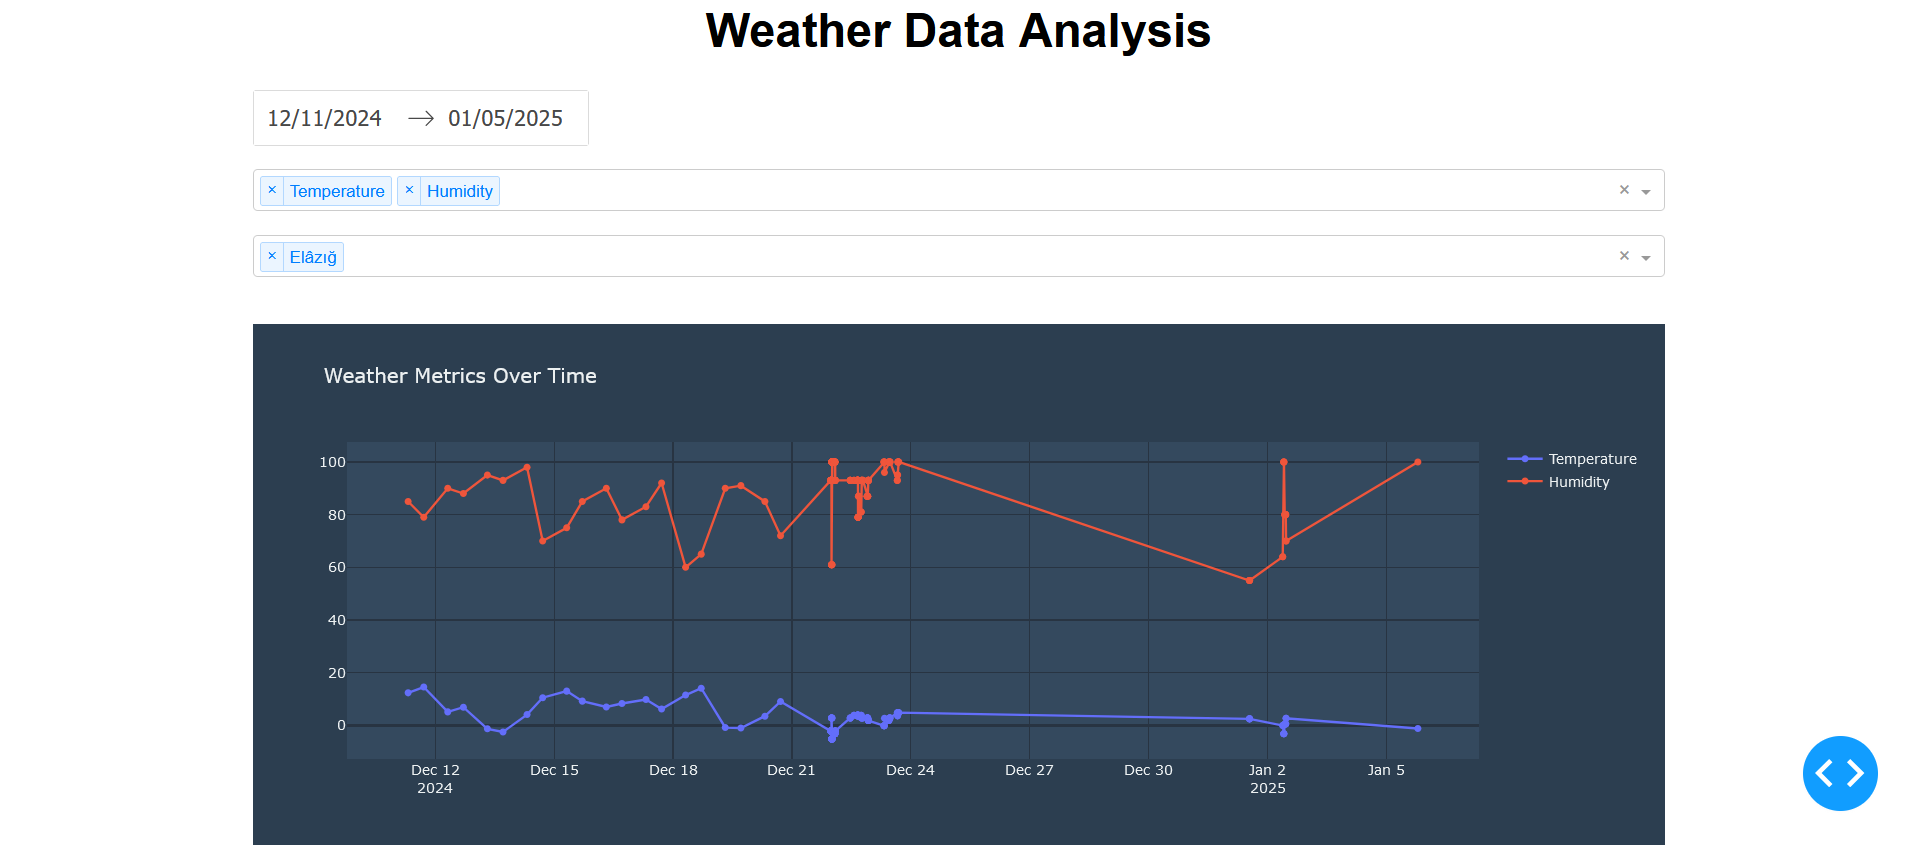 Weather Data Analysis
12/11/2024 → 01/05/2025
× Temperature × Humidity ×
× Elâzığ ×
Weather Metrics Over Time
100
80
60
40
20
0
Temperature
Humidity
Dec 12 Dec 15 Dec 18 Dec 21 Dec 24 Dec 27 Dec 30 Jan 2 Jan 5
2024 2025